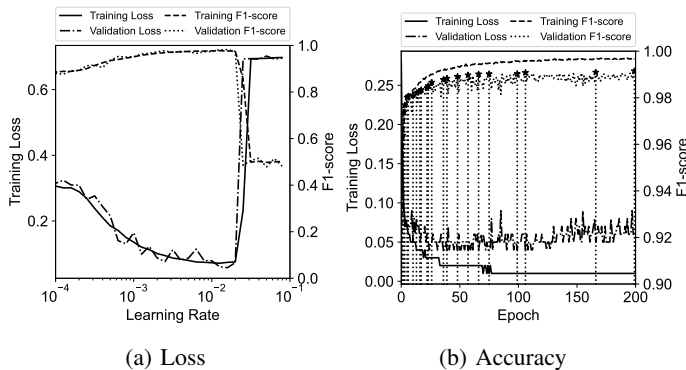 Training Loss Training F1-score
Validation Loss Validation F1-score
Training Loss Training F1-score
Validation Loss Validation F1-score
1.0
0.8
0.6
0.4
0.2
0.0
0.6
0.4
0.2
Training Loss
F1-score
10⁻⁴ 10⁻³ 10⁻² 10⁻¹
Learning Rate
1.00
0.98
0.96
0.94
0.92
0.90
0.25
0.20
0.15
0.10
0.05
0.00
Training Loss
F1-score
0 50 100 150 200
Epoch
(a) Loss
(b) Accuracy